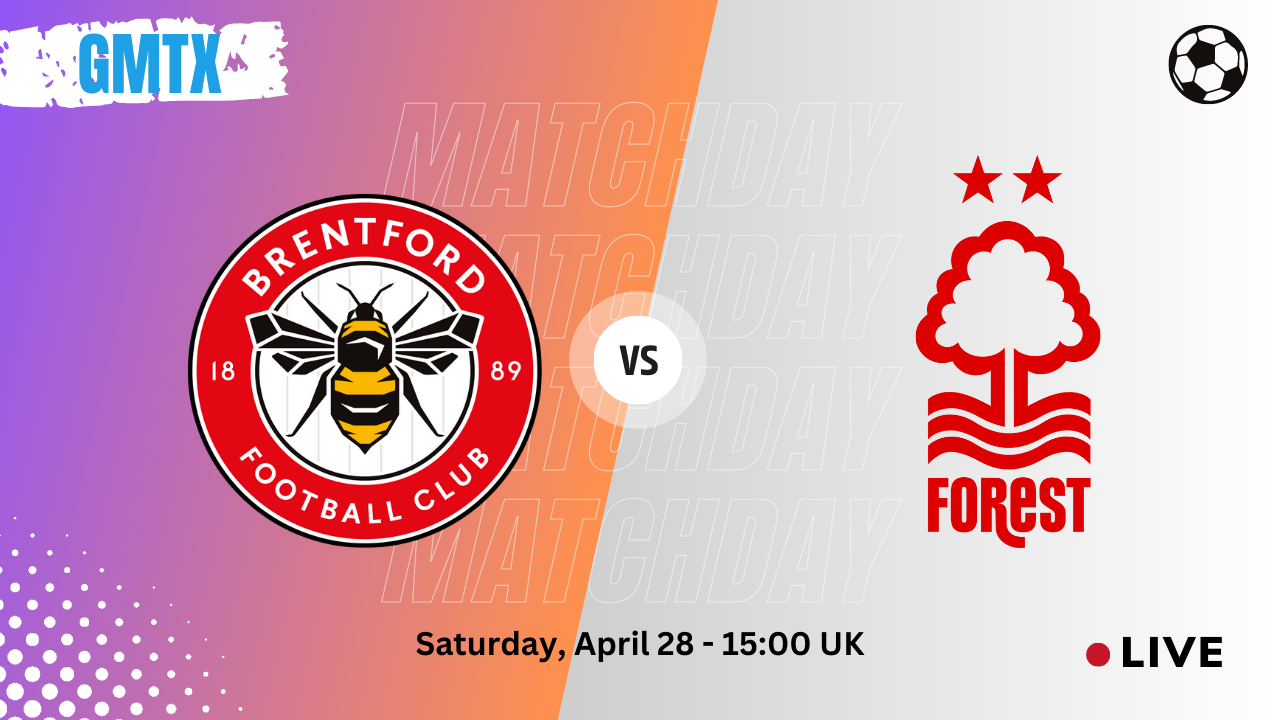 GMTX
MATCHDAY
MATCHDAY
MATCHDAY
MATCHDAY
BRENTFORD
18 89
FOOTBALL CLUB
VS
FOREST
Saturday, April 28 - 15:00 UK
LIVE